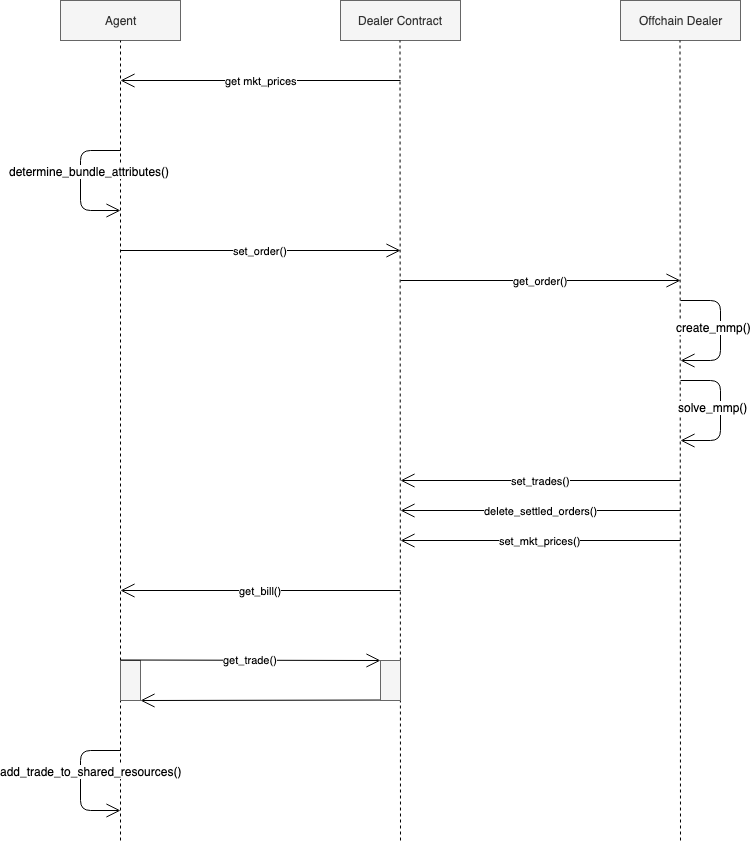 Agent
Dealer Contract
Offchain Dealer
get mkt_prices
determine_bundle_attributes()
set_order()
get_order()
create_mmp()
solve_mmp()
set_trades()
delete_settled_orders()
set_mkt_prices()
get_bill()
get_trade()
add_trade_to_shared_resources()